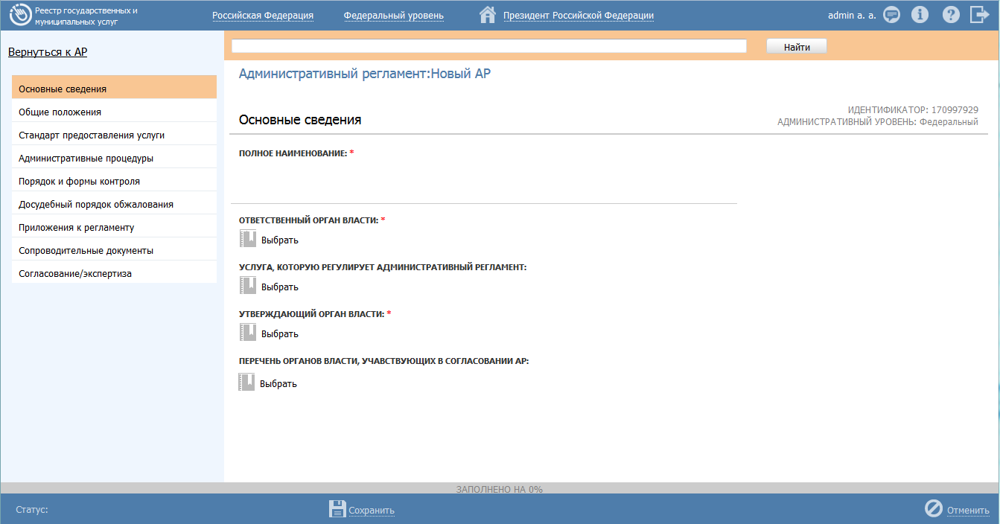 Реестр государственных и
муниципальных услуг
Российская Федерация
Федеральный уровень
Президент Российской Федерации
admin a. a.
Вернуться к АР
Найти
Основные сведения
Общие положения
Стандарт предоставления услуги
Административные процедуры
Порядок и формы контроля
Досудебный порядок обжалования
Приложения к регламенту
Сопроводительные документы
Согласование/экспертиза
Административный регламент:Новый АР
Основные сведения
ИДЕНТИФИКАТОР: 170997929
АДМИНИСТРАТИВНЫЙ УРОВЕНЬ: Федеральный
ПОЛНОЕ НАИМЕНОВАНИЕ: *
ОТВЕТСТВЕННЫЙ ОРГАН ВЛАСТИ: *
Выбрать
УСЛУГА, КОТОРУЮ РЕГУЛИРУЕТ АДМИНИСТРАТИВНЫЙ РЕГЛАМЕНТ:
Выбрать
УТВЕРЖДАЮЩИЙ ОРГАН ВЛАСТИ: *
Выбрать
ПЕРЕЧЕНЬ ОРГАНОВ ВЛАСТИ, УЧАВСТВУЮЩИХ В СОГЛАСОВАНИИ АР:
Выбрать
ЗАПОЛНЕНО НА 0%
Статус:
Сохранить
Отменить